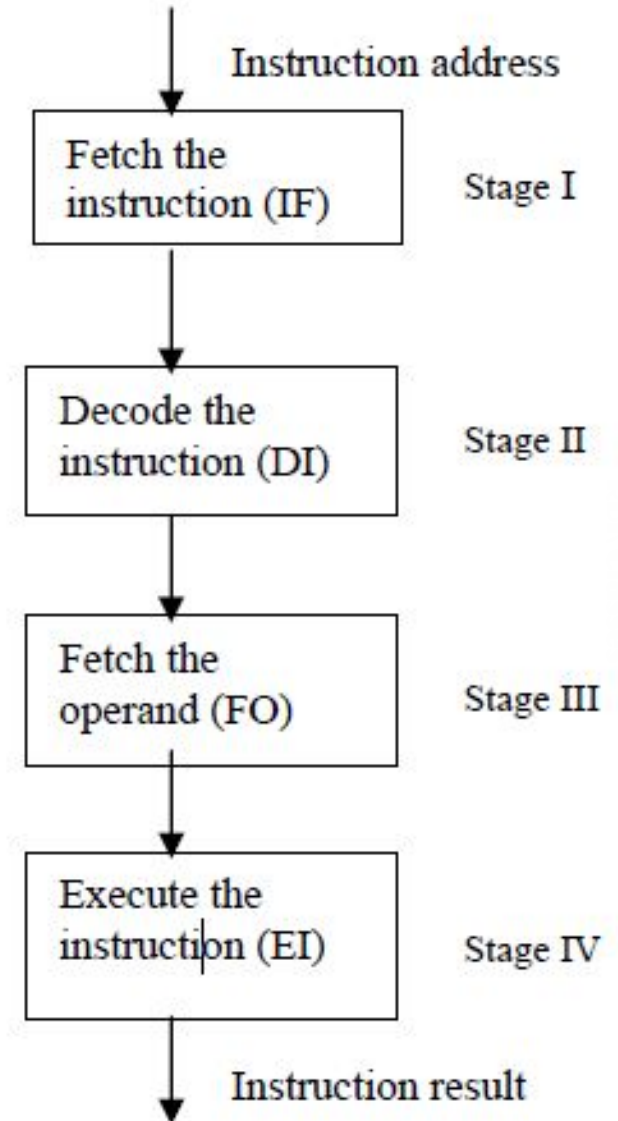 Instruction address
Fetch the
instruction (IF)
Stage I
Decode the
instruction (DI)
Stage II
Fetch the
operand (FO)
Stage III
Execute the
instruction (EI)
Stage IV
Instruction result